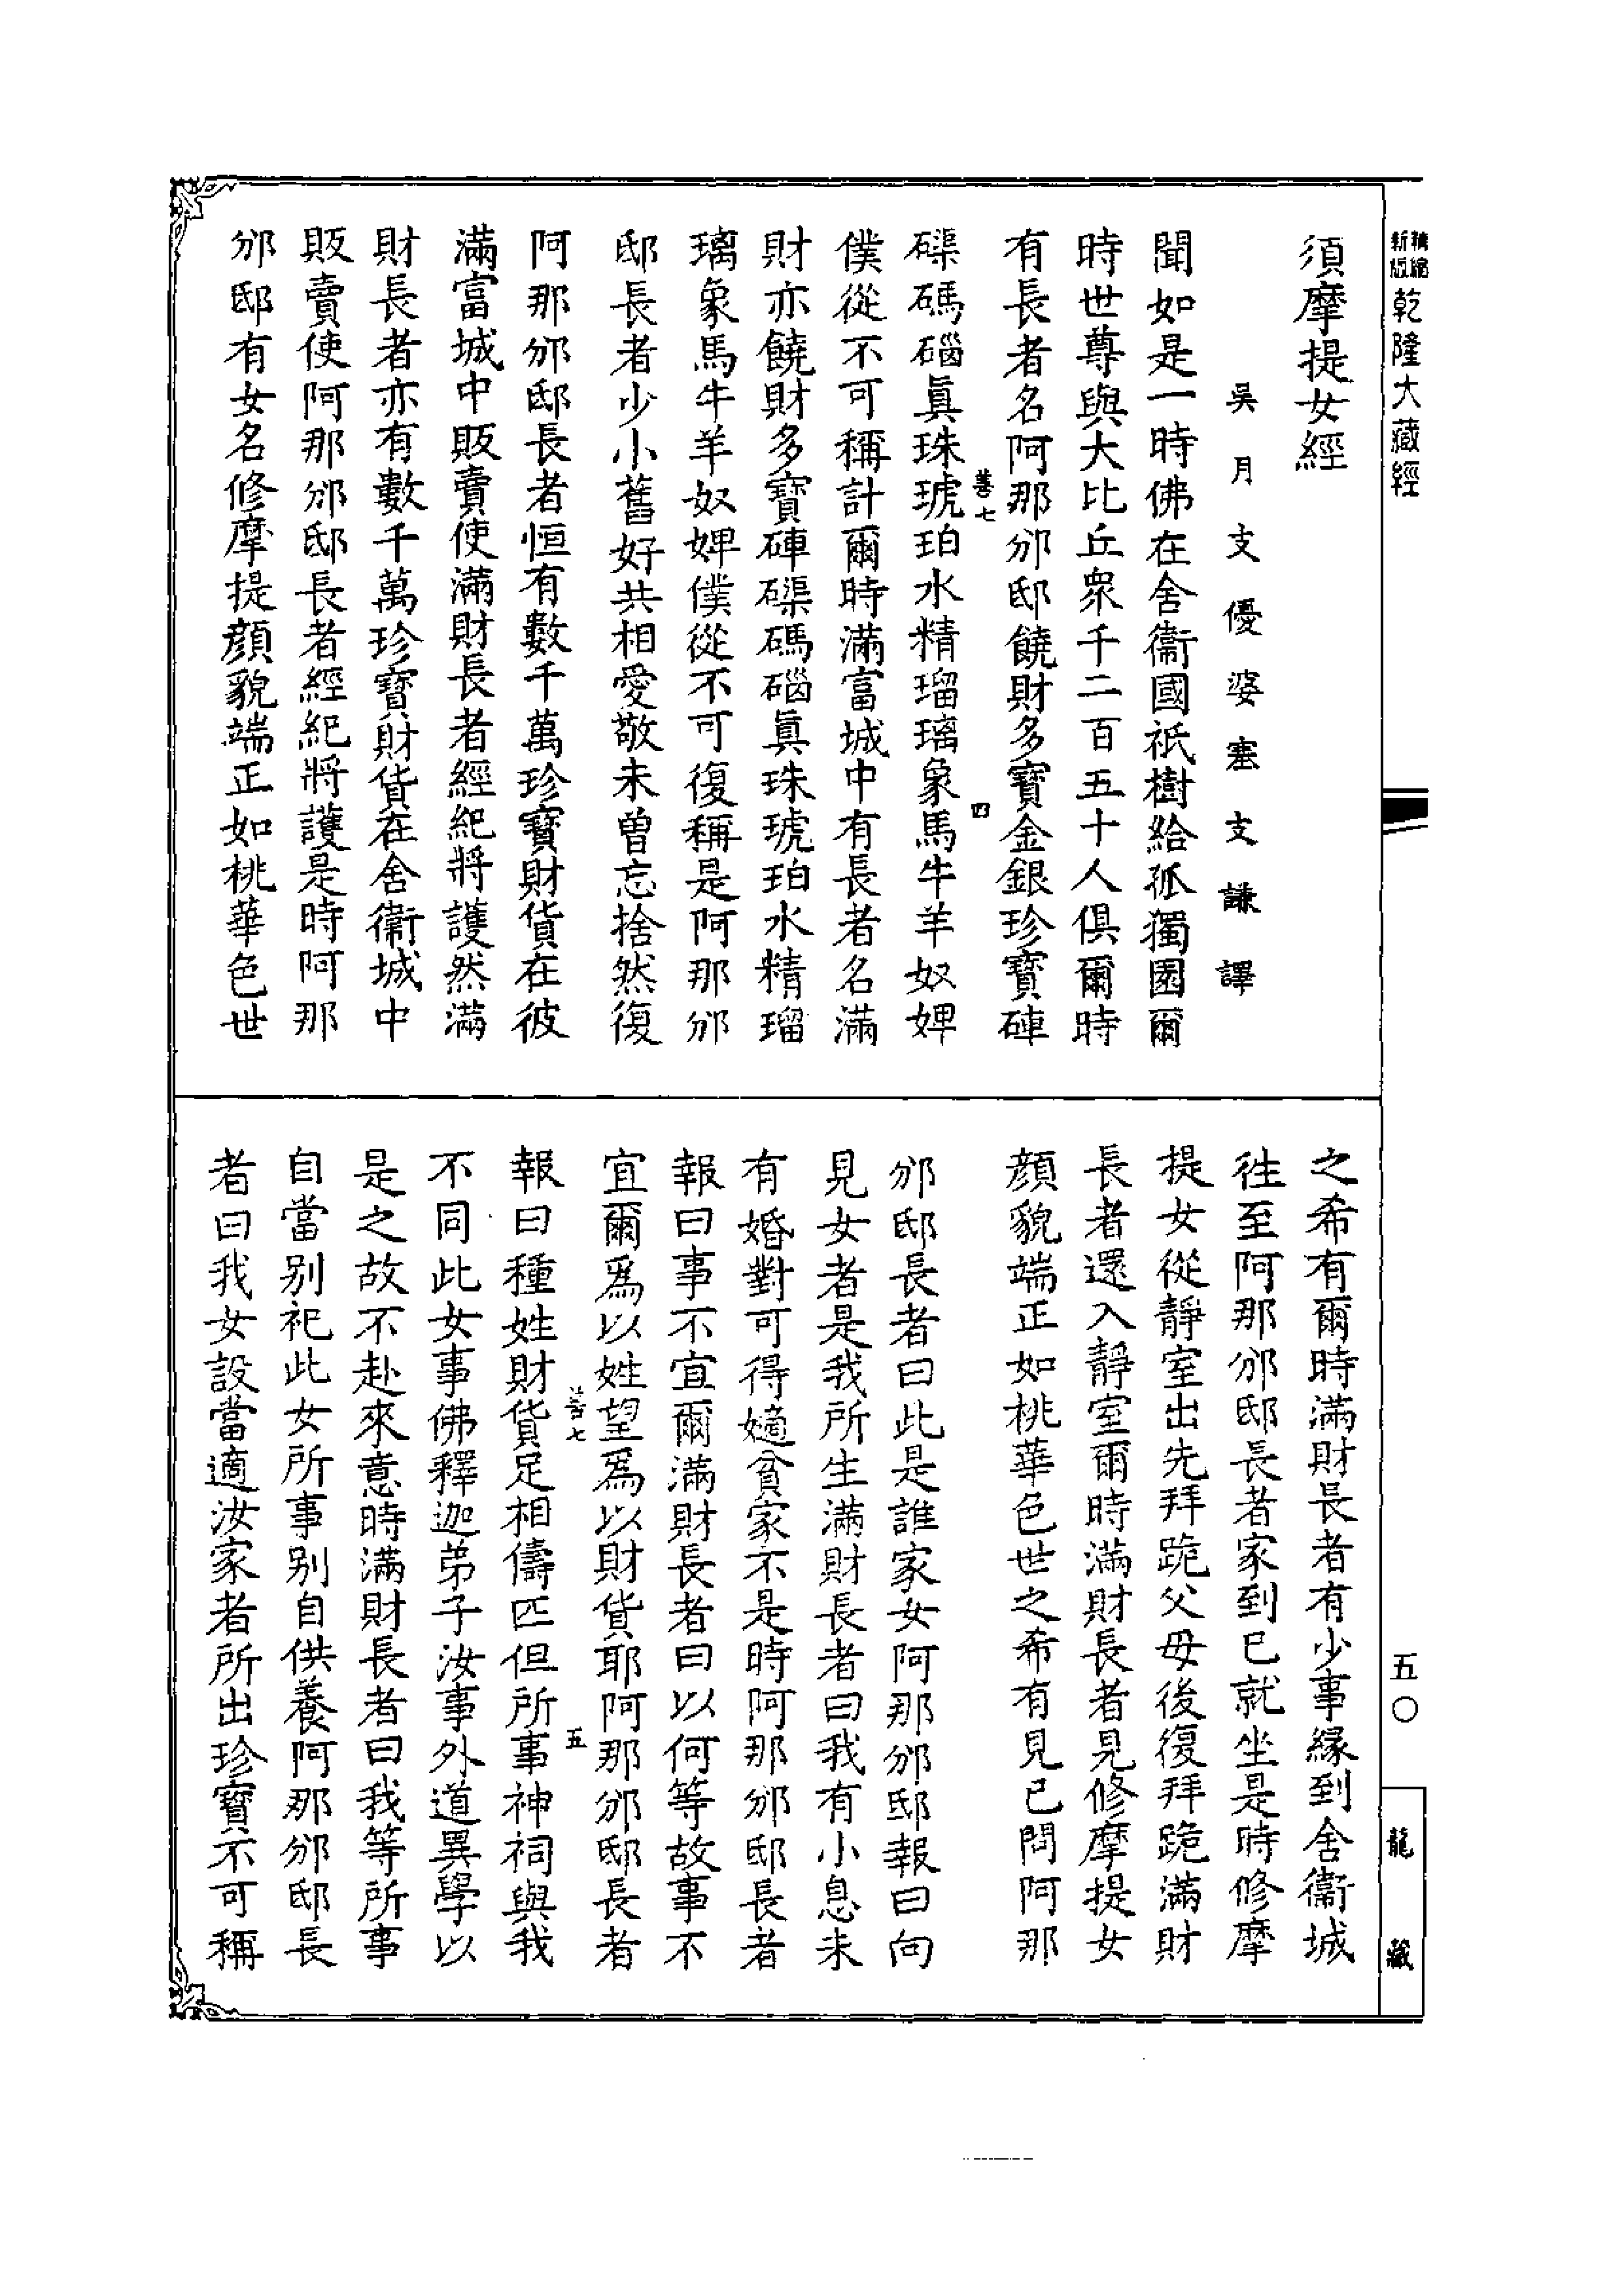 新版精縮
乾隆大藏經
須摩提女經
吳月支優婆塞支謙譯
聞如是一時佛在舍衞國祇樹給孤獨園爾
時世尊與大比丘衆千二百五十人俱爾時
有長者名阿那邠邸饒財多寶金銀珍寶硨
善七
四
磲碼碯眞珠琥珀水精瑠璃象馬牛羊奴婢
僕從不可稱計爾時滿富城中有長者名滿
財亦饒財多寶硨磲碼碯眞珠琥珀水精瑠
璃象馬牛羊奴婢僕從不可復稱是阿那邠
邸長者少小舊好共相愛敬未曾忘捨然復
阿那邠邸長者恒有數千萬珍寶財貨在彼
滿富城中販賣使滿財長者經紀將護然滿
財長者亦有數千萬珍寶財貨在舍衞城中
販賣使阿那邠邸長者經紀將護是時阿那
邠邸有女名修摩提顏貌端正如桃華色世
之希有爾時滿財長者有少事緣到舍衞城
徃至阿那邠邸長者家到已就坐是時修摩
提女從靜室出先拜跪父母後復拜跪滿財
長者還入靜室爾時滿財長者見修摩提女
顏貌端正如桃華色世之希有見已問阿那
邠邸長者曰此是誰家女阿那邠邸報曰向
見女者是我所生滿財長者曰我有小息未
有婚對可得嫡貧家不是時阿那邠邸長者
報曰事不宜爾滿財長者曰以何等故事不
宜爾爲以姓望爲以財貨耶阿那邠邸長者
善七
五
報曰種姓財貨足相儔匹但所事神祠與我
不同此女事佛釋迦弟子汝事外道異學以
是之故不赴來意時滿財長者曰我等所事
自當别祀此女所事别自供養阿那邠邸長
者曰我女設當適汝家者所出珍寶不可稱
五〇
龍藏